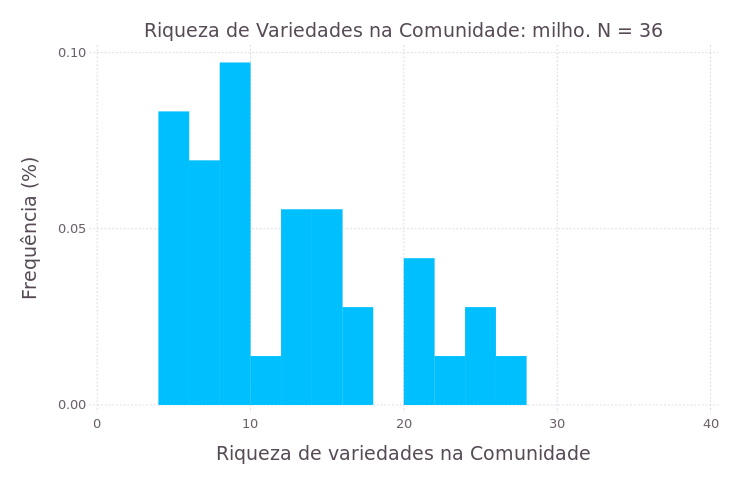 Riqueza de Variedades na Comunidade: milho. N = 36
0.10
0.05
0.00
Frequência (%)
0
10
20
30
40
Riqueza de variedades na Comunidade